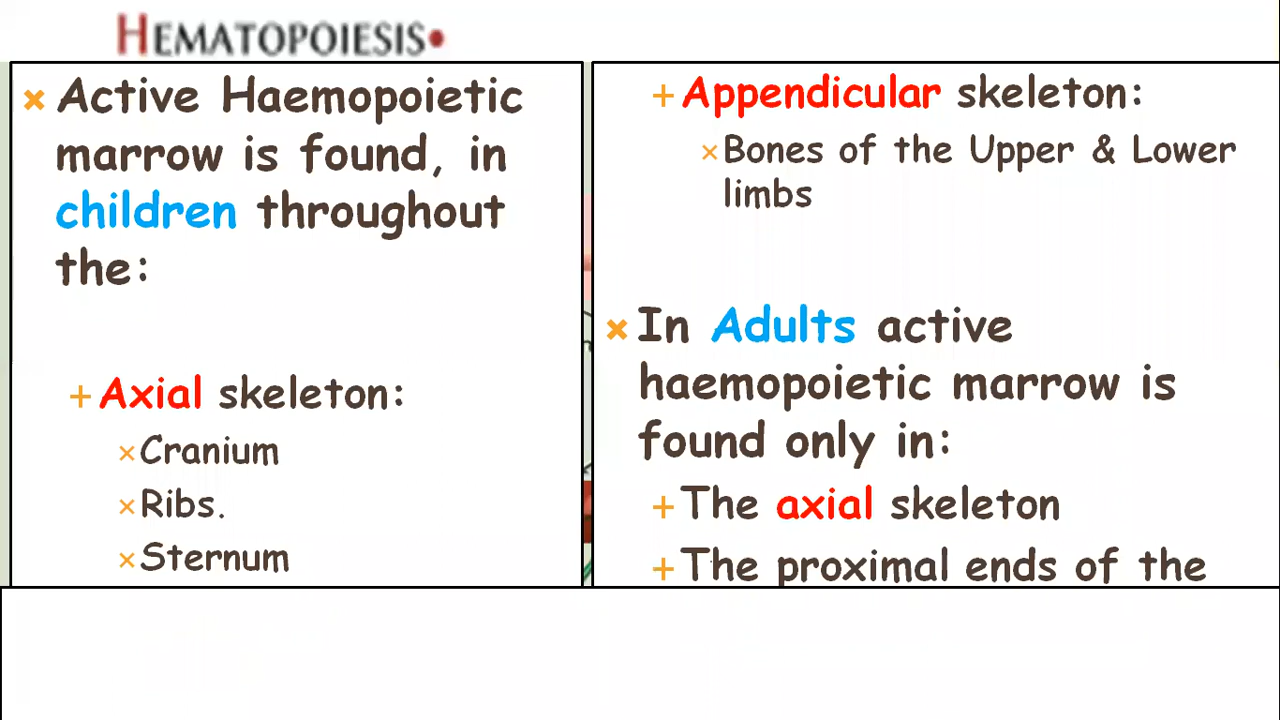 HEMATOPOIESIS•
× Active Haemopoietic
marrow is found, in
children throughout
the:
+ Axial skeleton:
× Cranium
× Ribs.
× Sternum
+ Appendicular skeleton:
× Bones of the Upper & Lower
limbs
× In Adults active
haemopoietic marrow is
found only in:
+ The axial skeleton
+ The proximal ends of the